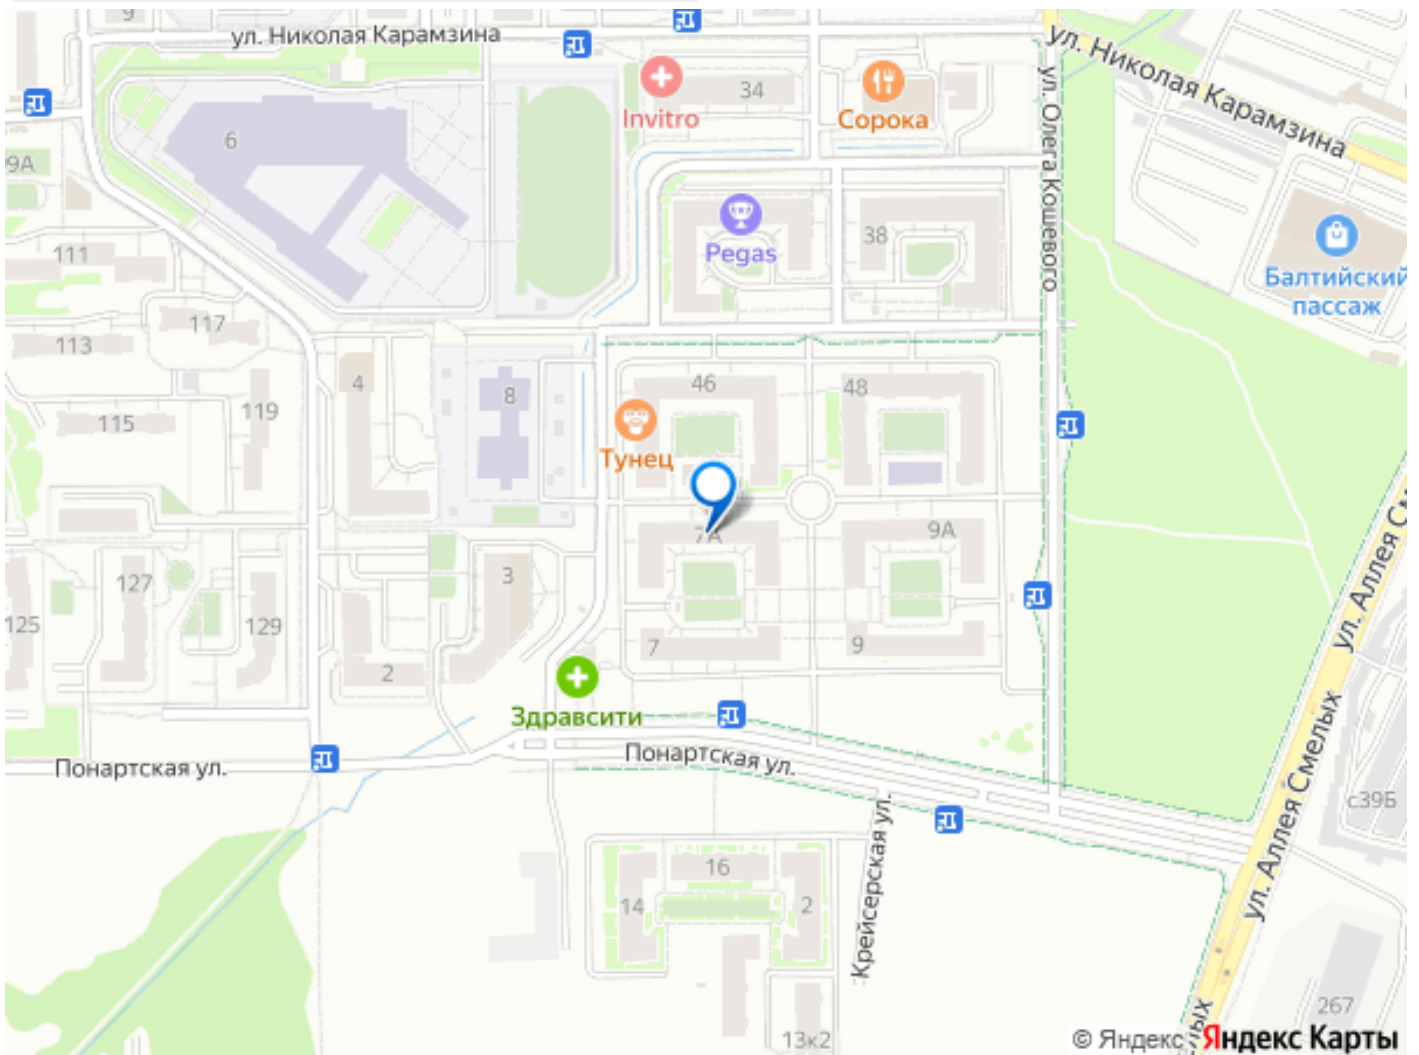 9
ул. Николая Карамзина
ул. Николая Карамзина
ул. Олега Кошевого
34
Invitro
Сорока
6
9А
Pegas
38
111
Балтийский
пассаж
117
113
4
8
46
48
119
115
Тунец
7А
9А
3
127
125
129
7
9
2
ул. Аллея См
ул. Аллея Смелых
Здравсити
Понартская ул.
Понартская ул.
с39Б
Крейсерская ул.
16
14
2
267
13к2
лых
© Яндекс Яндекс Карты